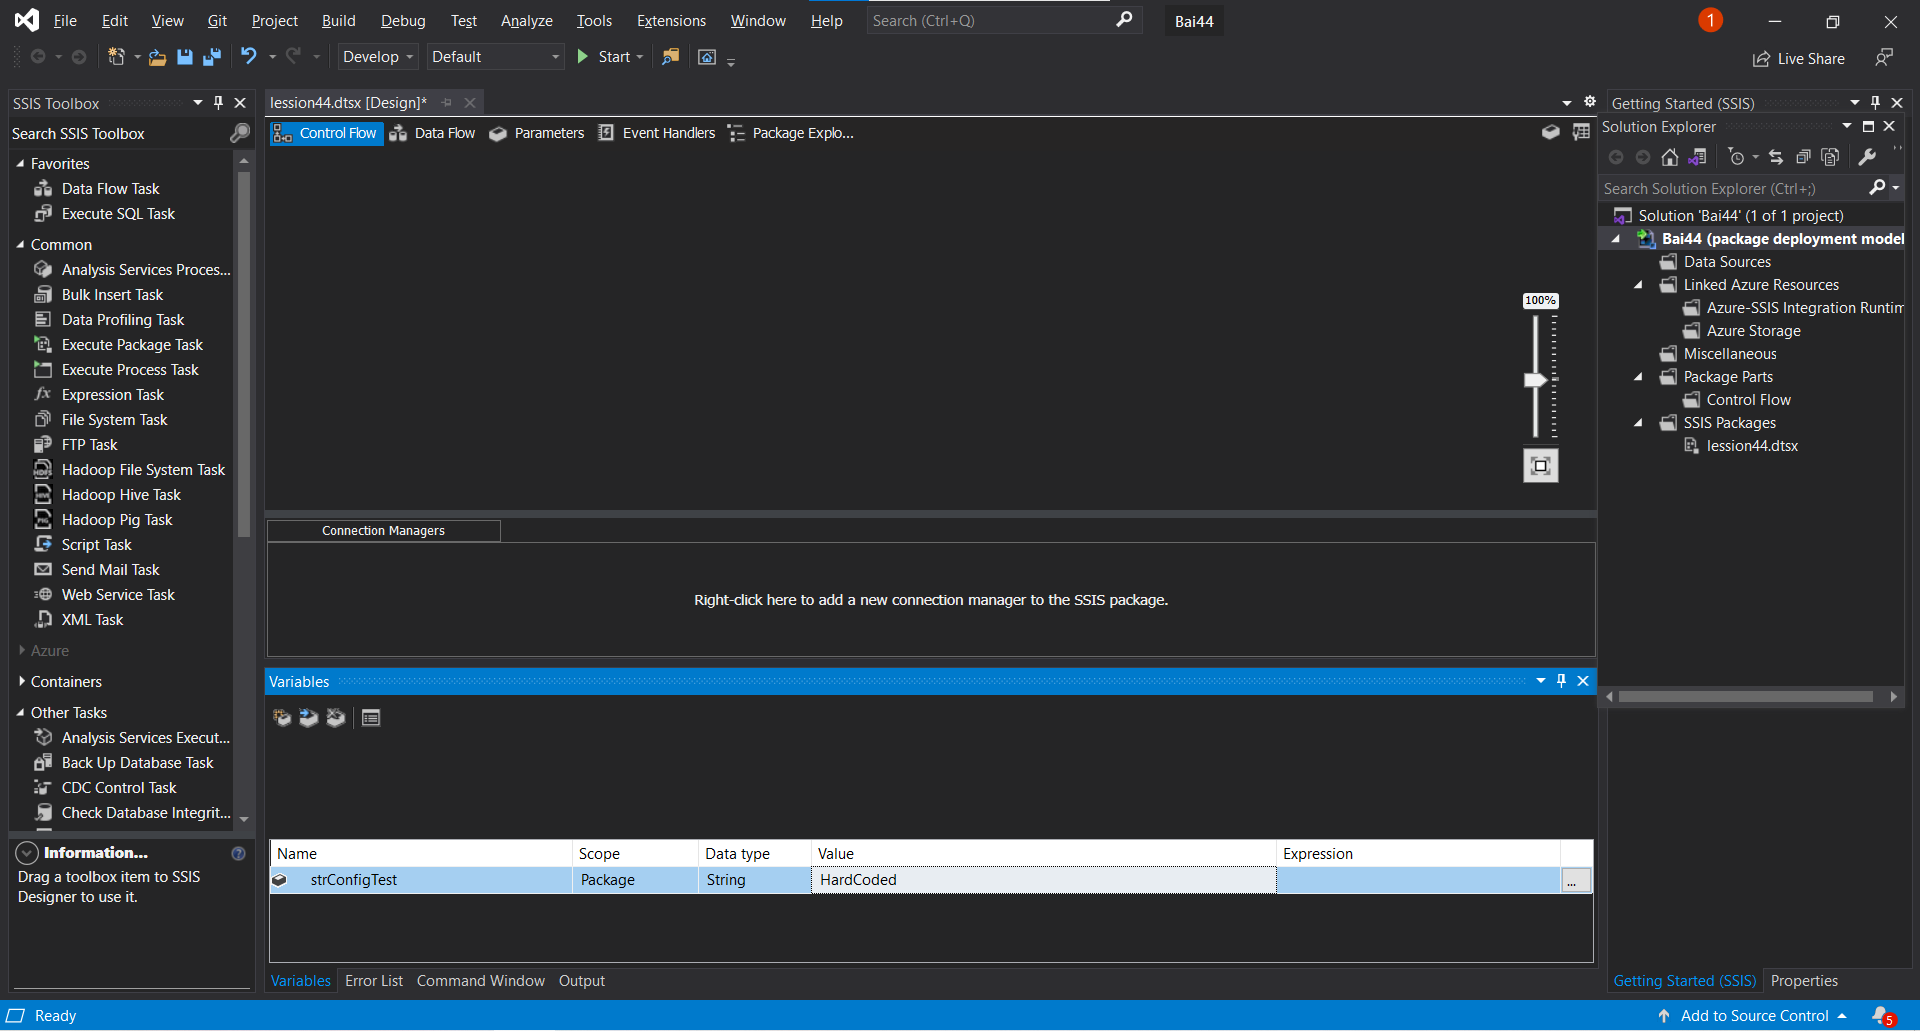 File Edit View Git Project Build Debug Test Analyze Tools Extensions Window Help Search (Ctrl+Q) Bai44 1
Develop Default Start Live Share
SSIS Toolbox
Search SSIS Toolbox
Favorites
Data Flow Task
Execute SQL Task
Common
Analysis Services Proces...
Bulk Insert Task
Data Profiling Task
Execute Package Task
Execute Process Task
Expression Task
File System Task
FTP Task
Hadoop File System Task
Hadoop Hive Task
Hadoop Pig Task
Script Task
Send Mail Task
Web Service Task
XML Task
Azure
Containers
Other Tasks
Analysis Services Execut...
Back Up Database Task
CDC Control Task
Check Database Integrit...
Information...
Drag a toolbox item to SSIS
Designer to use it.
lession44.dtsx [Design]*
Control Flow Data Flow Parameters Event Handlers Package Explo...
100%
Connection Managers
Right-click here to add a new connection manager to the SSIS package.
Variables
Name Scope Data type Value Expression
strConfigTest Package String HardCoded ...
Variables Error List Command Window Output
Getting Started (SSIS)
Solution Explorer
Search Solution Explorer (Ctrl+;)
Solution 'Bai44' (1 of 1 project)
Bai44 (package deployment model
Data Sources
Linked Azure Resources
Azure-SSIS Integration Runtim
Azure Storage
Miscellaneous
Package Parts
Control Flow
SSIS Packages
lession44.dtsx
Getting Started (SSIS) Properties
Ready Add to Source Control 5